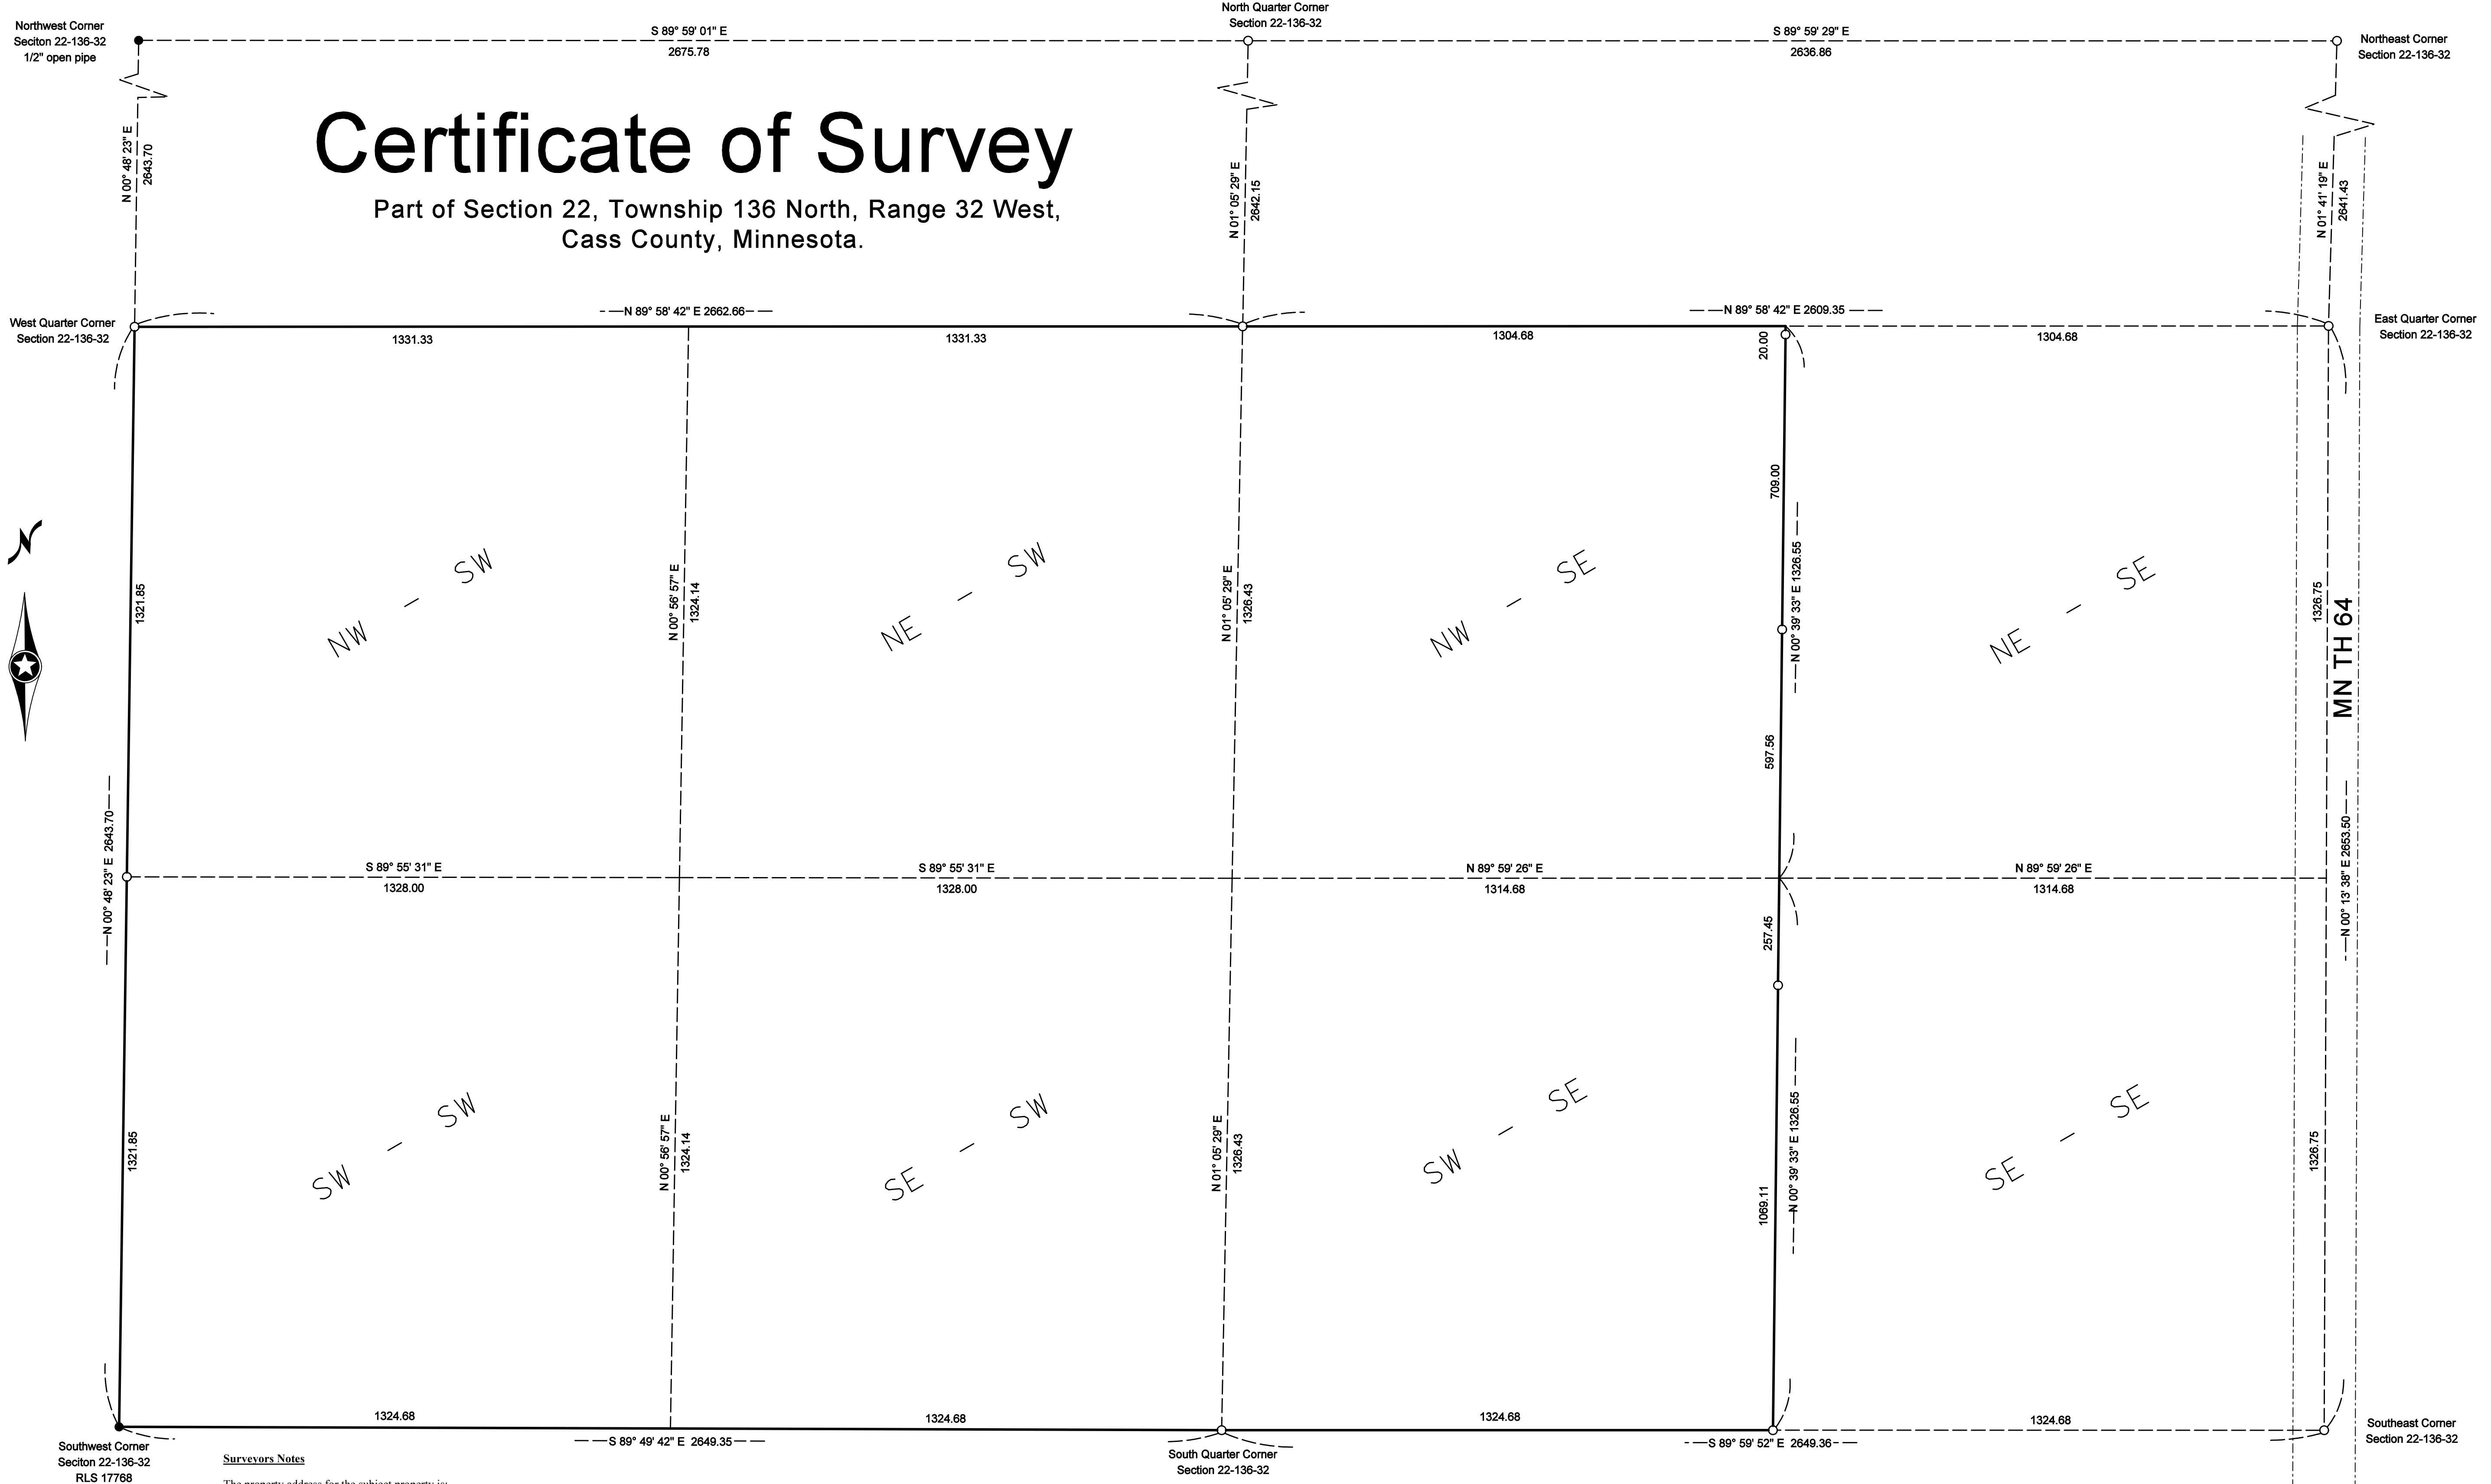 North Quarter Corner
Section 22-136-32
Northwest Corner
Seciton 22-136-32
1/2" open pipe
S 89° 59' 01" E
2675.78
S 89° 59' 29" E
2636.86
Northeast Corner
Section 22-136-32
Certificate of Survey
Part of Section 22, Township 136 North, Range 32 West,
Cass County, Minnesota.
N 00° 48' 23" E
2643.70
N 01° 05' 29" E
2642.15
N 01° 41' 19" E
2641.43
West Quarter Corner
Section 22-136-32
N 89° 58' 42" E 2662.66
N 89° 58' 42" E 2609.35
East Quarter Corner
Section 22-136-32
1331.33
1331.33
1304.68
20.00
1304.68
709.00
N
1321.85
NW – SW
N 00° 56' 57" E
1324.14
NE – SW
N 01° 05' 29" E
1326.43
NW – SE
N 00° 39' 33" E 1326.55
NE – SE
1326.75
MN TH 64
597.56
N 00° 48' 23" E 2643.70
S 89° 55' 31" E
1328.00
S 89° 55' 31" E
1328.00
N 89° 59' 26" E
1314.68
N 89° 59' 26" E
1314.68
N 00° 13' 38" E 2653.50
257.45
1321.85
SW – SW
N 00° 56' 57" E
1324.14
SE – SW
N 01° 05' 29" E
1326.43
SW – SE
1069.11
N 00° 39' 33" E 1326.55
SE – SE
1326.75
1324.68
1324.68
1324.68
1324.68
S 89° 49' 42" E 2649.35
S 89° 59' 52" E 2649.36
Southwest Corner
Seciton 22-136-32
RLS 17768
South Quarter Corner
Section 22-136-32
Southeast Corner
Section 22-136-32
Surveyors Notes
The property address for the subject property is: